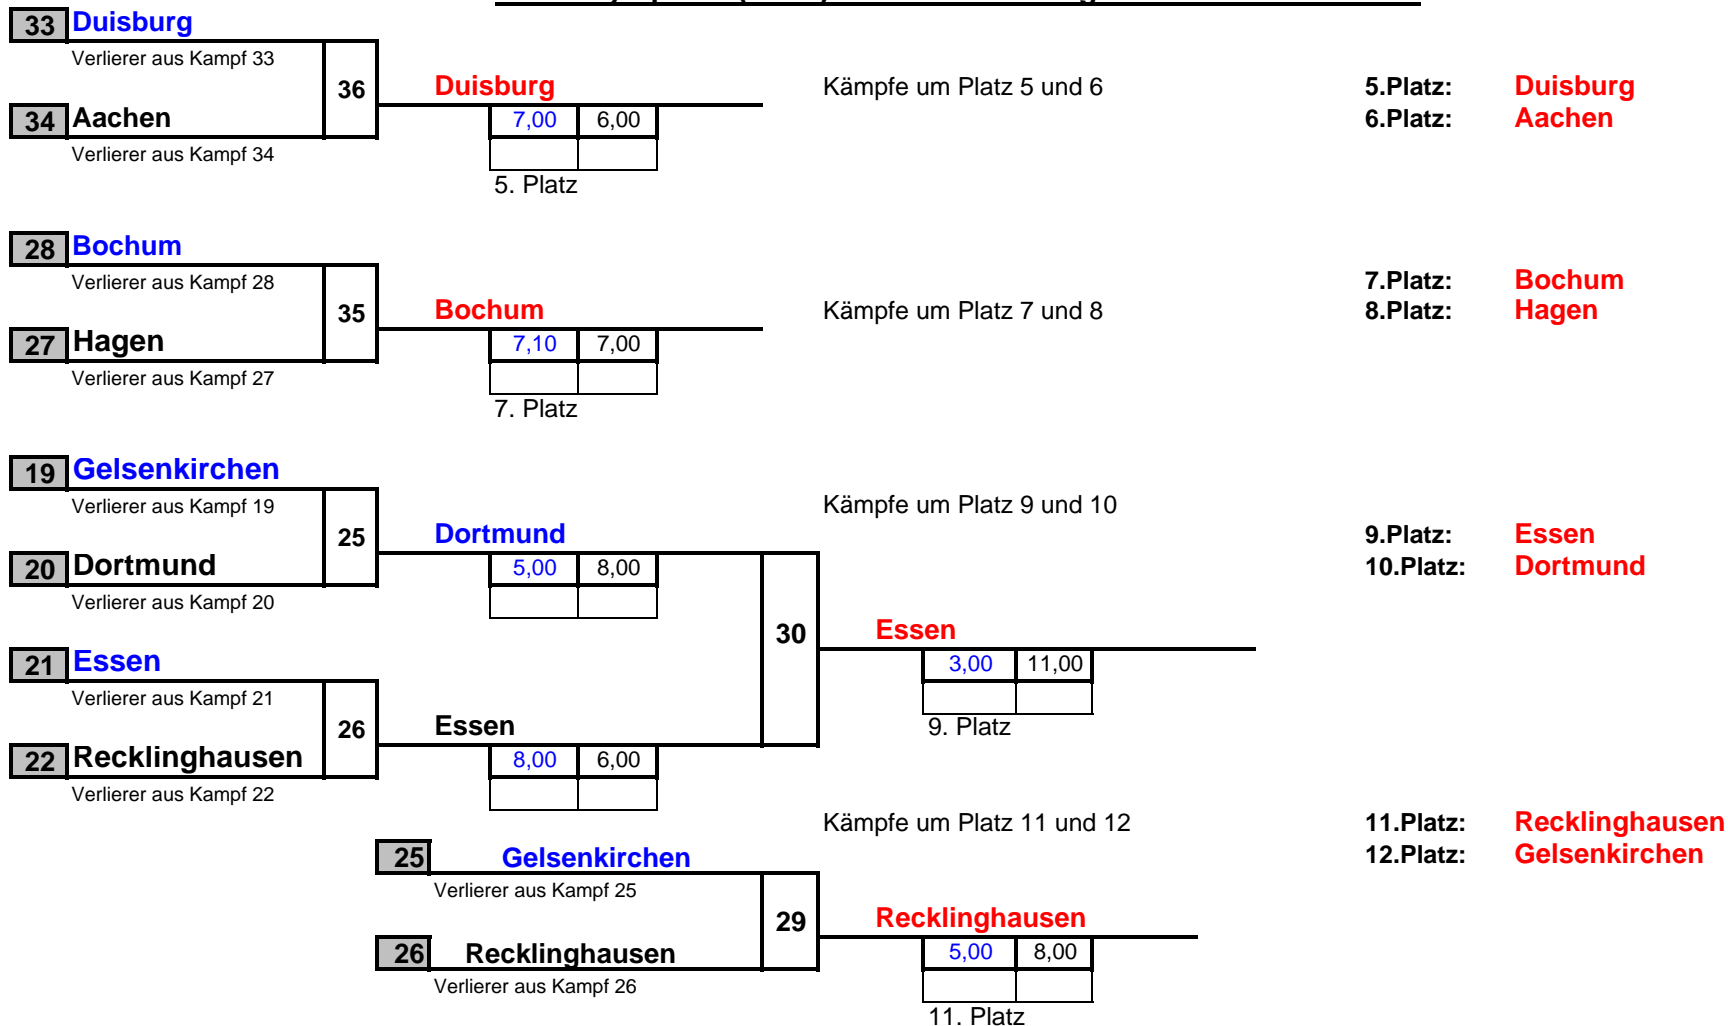 33 Duisburg
Verlierer aus Kampf 33
36 Duisburg Kämpfe um Platz 5 und 6 5.Platz: Duisburg
34 Aachen 7,00 6,00 6.Platz: Aachen
Verlierer aus Kampf 34
5. Platz
28 Bochum
Verlierer aus Kampf 28 7.Platz: Bochum
35 Bochum Kämpfe um Platz 7 und 8 8.Platz: Hagen
27 Hagen 7,10 7,00
Verlierer aus Kampf 27
7. Platz
19 Gelsenkirchen
Verlierer aus Kampf 19 Kämpfe um Platz 9 und 10
25 Dortmund 9.Platz: Essen
20 Dortmund 5,00 8,00 10.Platz: Dortmund
Verlierer aus Kampf 20
30 Essen
21 Essen 3,00 11,00
Verlierer aus Kampf 21
26 Essen 9. Platz
22 Recklinghausen 8,00 6,00
Verlierer aus Kampf 22
Kämpfe um Platz 11 und 12 11.Platz: Recklinghausen
25 Gelsenkirchen 12.Platz: Gelsenkirchen
Verlierer aus Kampf 25
29 Recklinghausen
26 Recklinghausen 5,00 8,00
Verlierer aus Kampf 26
11. Platz